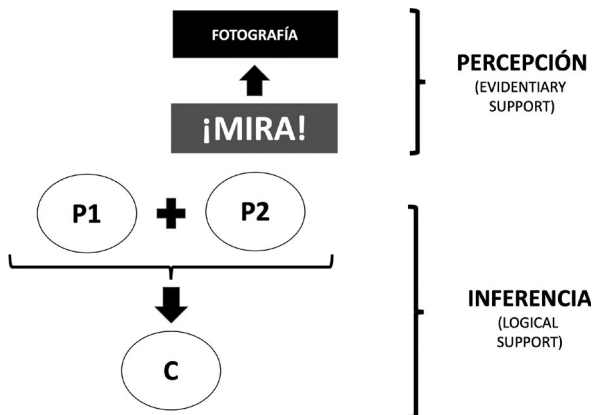 FOTOGRAFÍA
¡MIRA!
PERCEPCIÓN
(EVIDENTIARY
SUPPORT)
P1
P2
C
INFERENCIA
(LOGICAL
SUPPORT)